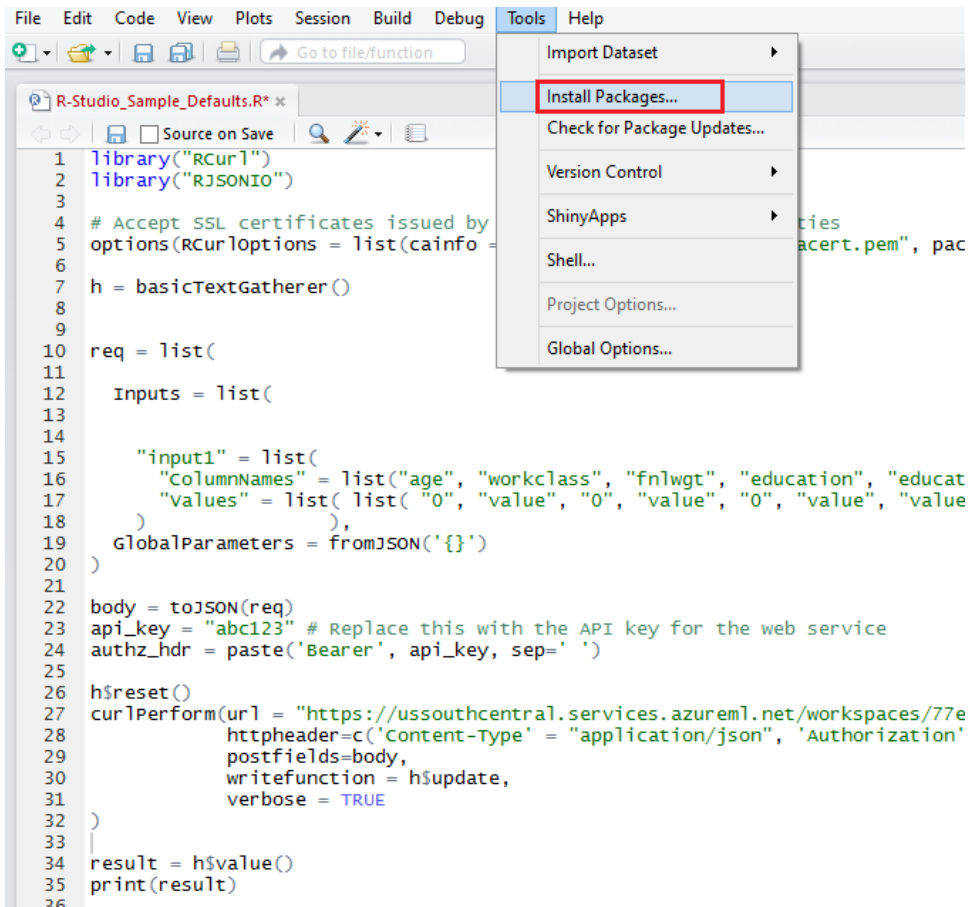 File Edit Code View Plots Session Build Debug Tools Help
Go to file/function
Import Dataset
Install Packages...
Check for Package Updates...
Version Control
ShinyApps
Shell...
Project Options...
Global Options...
R-Studio_Sample_Defaults.R*
Source on Save
1 library("RCurl")
2 library("RJSONIO")
3
4 # Accept SSL certificates issued by ties
5 options(RCurlOptions = list(cainfo = acert.pem", pac
6
7 h = basicTextGatherer()
8
9
10 req = list(
11
12 Inputs = list(
13
14
15 "input1" = list(
16 "ColumnNames" = list("age", "workclass", "fnlwgt", "education", "educat
17 "Values" = list( list( "0", "value", "0", "value", "0", "value", "value
18 ) ),
19 GlobalParameters = fromJSON('{}')
20 )
21
22 body = toJSON(req)
23 api_key = "abc123" # Replace this with the API key for the web service
24 authz_hdr = paste('Bearer', api_key, sep=' ')
25
26 h$reset()
27 curlPerform(url = "https://ussouthcentral.services.azureml.net/workspaces/77e
28 httpheader=c('Content-Type' = "application/json", 'Authorization'
29 postfields=body,
30 writefunction = h$update,
31 verbose = TRUE
32 )
33
34 result = h$value()
35 print(result)
36